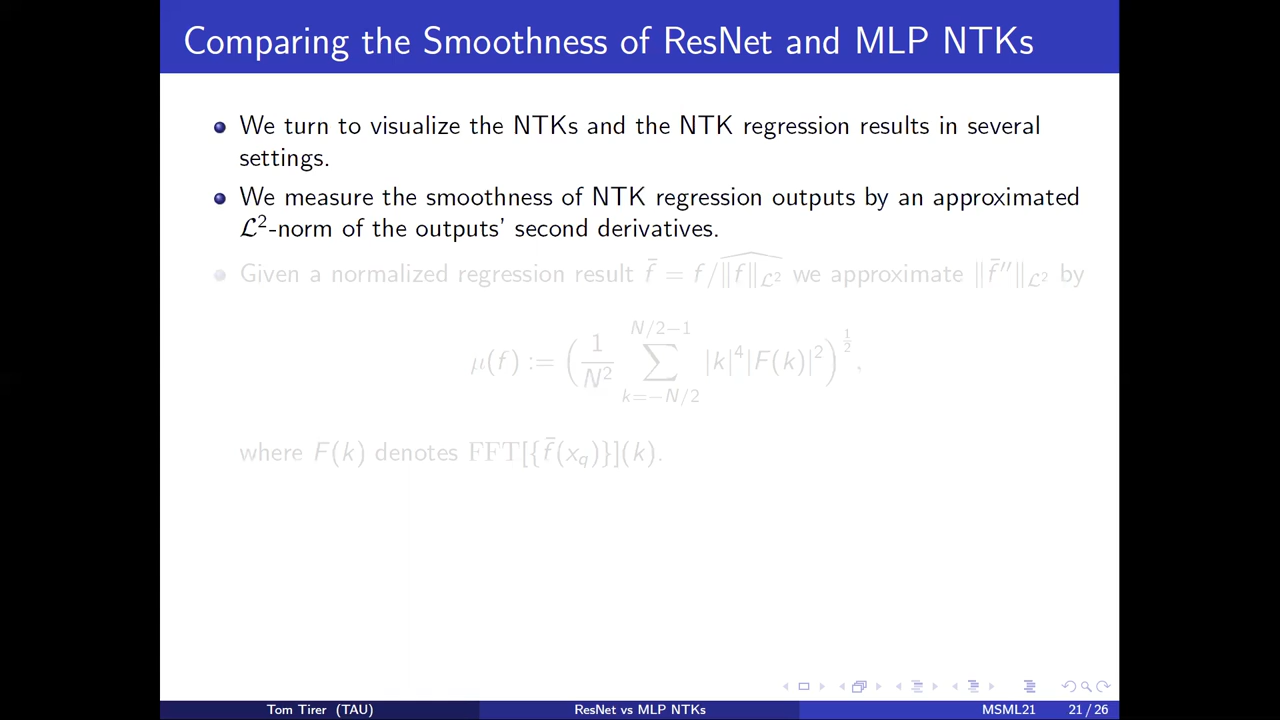 Comparing the Smoothness of ResNet and MLP NTKs
We turn to visualize the NTKs and the NTK regression results in several
settings.
We measure the smoothness of NTK regression outputs by an approximated
ℒ²-norm of the outputs' second derivatives.
Given a normalized regression result f̄ = f/‖f‖̂_ℒ² we approximate ‖f̄″‖_ℒ² by
μ(f) := (1/N² ∑_{k=−N/2}^{N/2−1} |k|⁴|F(k)|²)^{1/2},
where F(k) denotes FFT[{f̄(x_q)}](k).
Tom Tirer (TAU) ResNet vs MLP NTKs MSML21 21 / 26